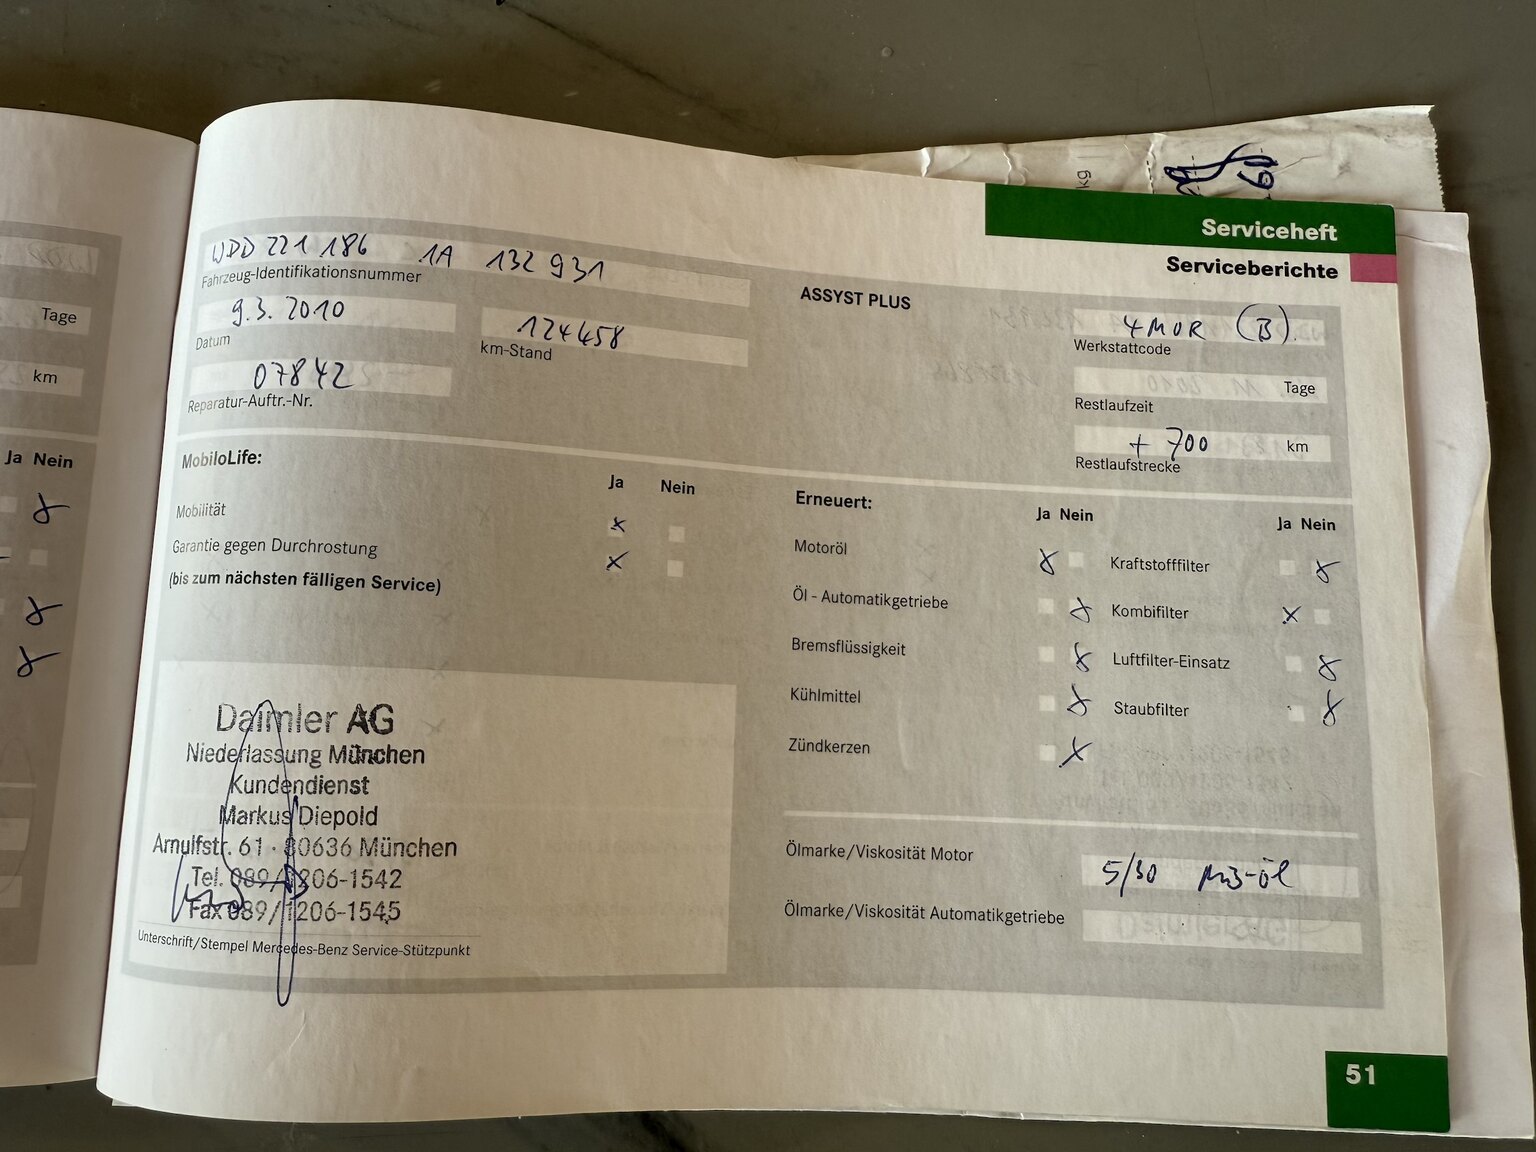 Serviceheft
Serviceberichte
WDD 221 186 1A 132 931
Fahrzeug-Identifikationsnummer
9.3.2010
Datum
124658
km-Stand
07842
Reparatur-Auftr.-Nr.
ASSYST PLUS
4MOR (B)
Werkstattcode
Tage
Restlaufzeit
+ 700 km
Restlaufstrecke
Tage
km
Ja Nein
MobiloLife:
Ja Nein
Mobilität
Garantie gegen Durchrostung
(bis zum nächsten fälligen Service)
Erneuert:
Ja Nein
Ja Nein
Motoröl
Kraftstofffilter
Öl - Automatikgetriebe
Kombifilter
Bremsflüssigkeit
Luftfilter-Einsatz
Kühlmittel
Staubfilter
Zündkerzen
Daimler AG
Niederlassung München
Kundendienst
Markus Diepold
Arnulfstr. 61 · 80636 München
Tel. 089/1206-1542
Fax 089/1206-1545
Unterschrift/Stempel Mercedes-Benz Service-Stützpunkt
Ölmarke/Viskosität Motor
5/30 MB-Öl
Ölmarke/Viskosität Automatikgetriebe
51